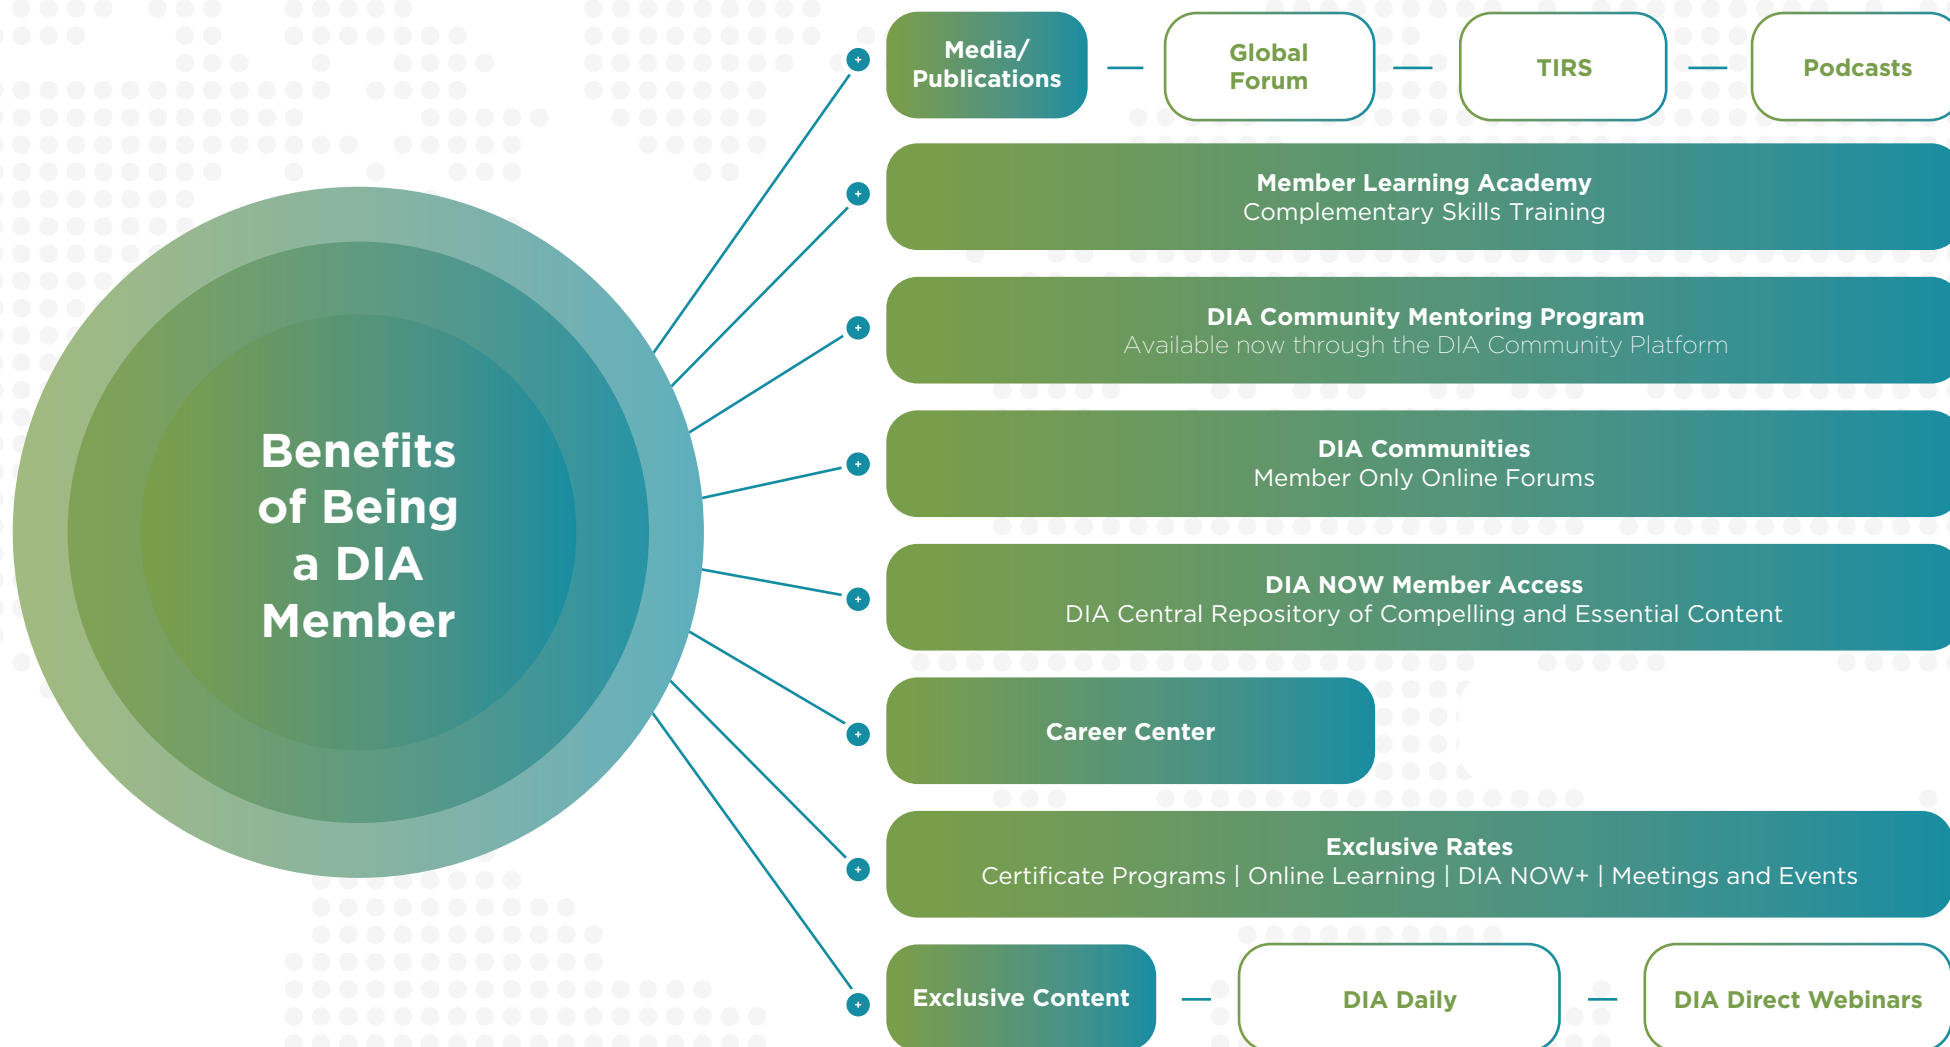 Benefits
of Being
a DIA
Member
Media/
Publications
Global
Forum
TIRS
Podcasts
Member Learning Academy
Complementary Skills Training
DIA Community Mentoring Program
Available now through the DIA Community Platform
DIA Communities
Member Only Online Forums
DIA NOW Member Access
DIA Central Repository of Compelling and Essential Content
Career Center
Exclusive Rates
Certificate Programs | Online Learning | DIA NOW+ | Meetings and Events
Exclusive Content
DIA Daily
DIA Direct Webinars